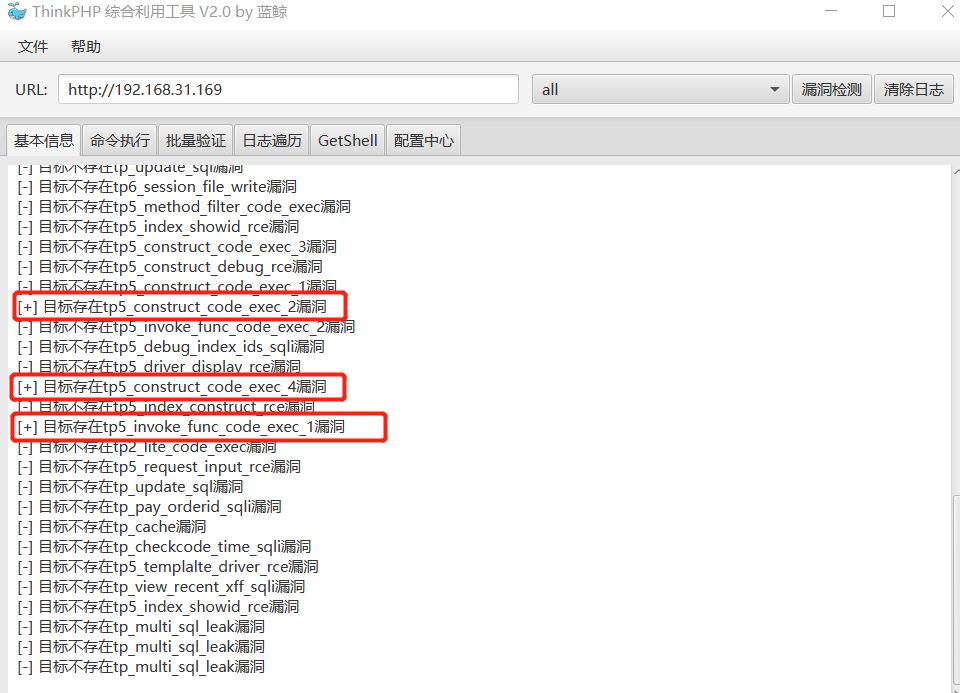 ThinkPHP 综合利用工具 V2.0 by 蓝鲸
文件 帮助
URL: http://192.168.31.169 all 漏洞检测 清除日志
基本信息 命令执行 批量验证 日志遍历 GetShell 配置中心
[-] 目标不存在tp_update_sql漏洞
[-] 目标不存在tp6_session_file_write漏洞
[-] 目标不存在tp5_method_filter_code_exec漏洞
[-] 目标不存在tp5_index_showid_rce漏洞
[-] 目标不存在tp5_construct_code_exec_3漏洞
[-] 目标不存在tp5_construct_debug_rce漏洞
[-] 目标不存在tp5_construct_code_exec_1漏洞
[+] 目标存在tp5_construct_code_exec_2漏洞
[-] 目标不存在tp5_invoke_func_code_exec_2漏洞
[-] 目标不存在tp5_debug_index_ids_sqli漏洞
[-] 目标不存在tp5_driver_display_rce漏洞
[+] 目标存在tp5_construct_code_exec_4漏洞
[-] 目标不存在tp5_index_construct_rce漏洞
[+] 目标存在tp5_invoke_func_code_exec_1漏洞
[-] 目标不存在tp2_lite_code_exec漏洞
[-] 目标不存在tp5_request_input_rce漏洞
[-] 目标不存在tp_update_sql漏洞
[-] 目标不存在tp_pay_orderid_sqli漏洞
[-] 目标不存在tp_cache漏洞
[-] 目标不存在tp_checkcode_time_sqli漏洞
[-] 目标不存在tp5_templalte_driver_rce漏洞
[-] 目标不存在tp_view_recent_xff_sqli漏洞
[-] 目标不存在tp5_index_showid_rce漏洞
[-] 目标不存在tp_multi_sql_leak漏洞
[-] 目标不存在tp_multi_sql_leak漏洞
[-] 目标不存在tp_multi_sql_leak漏洞